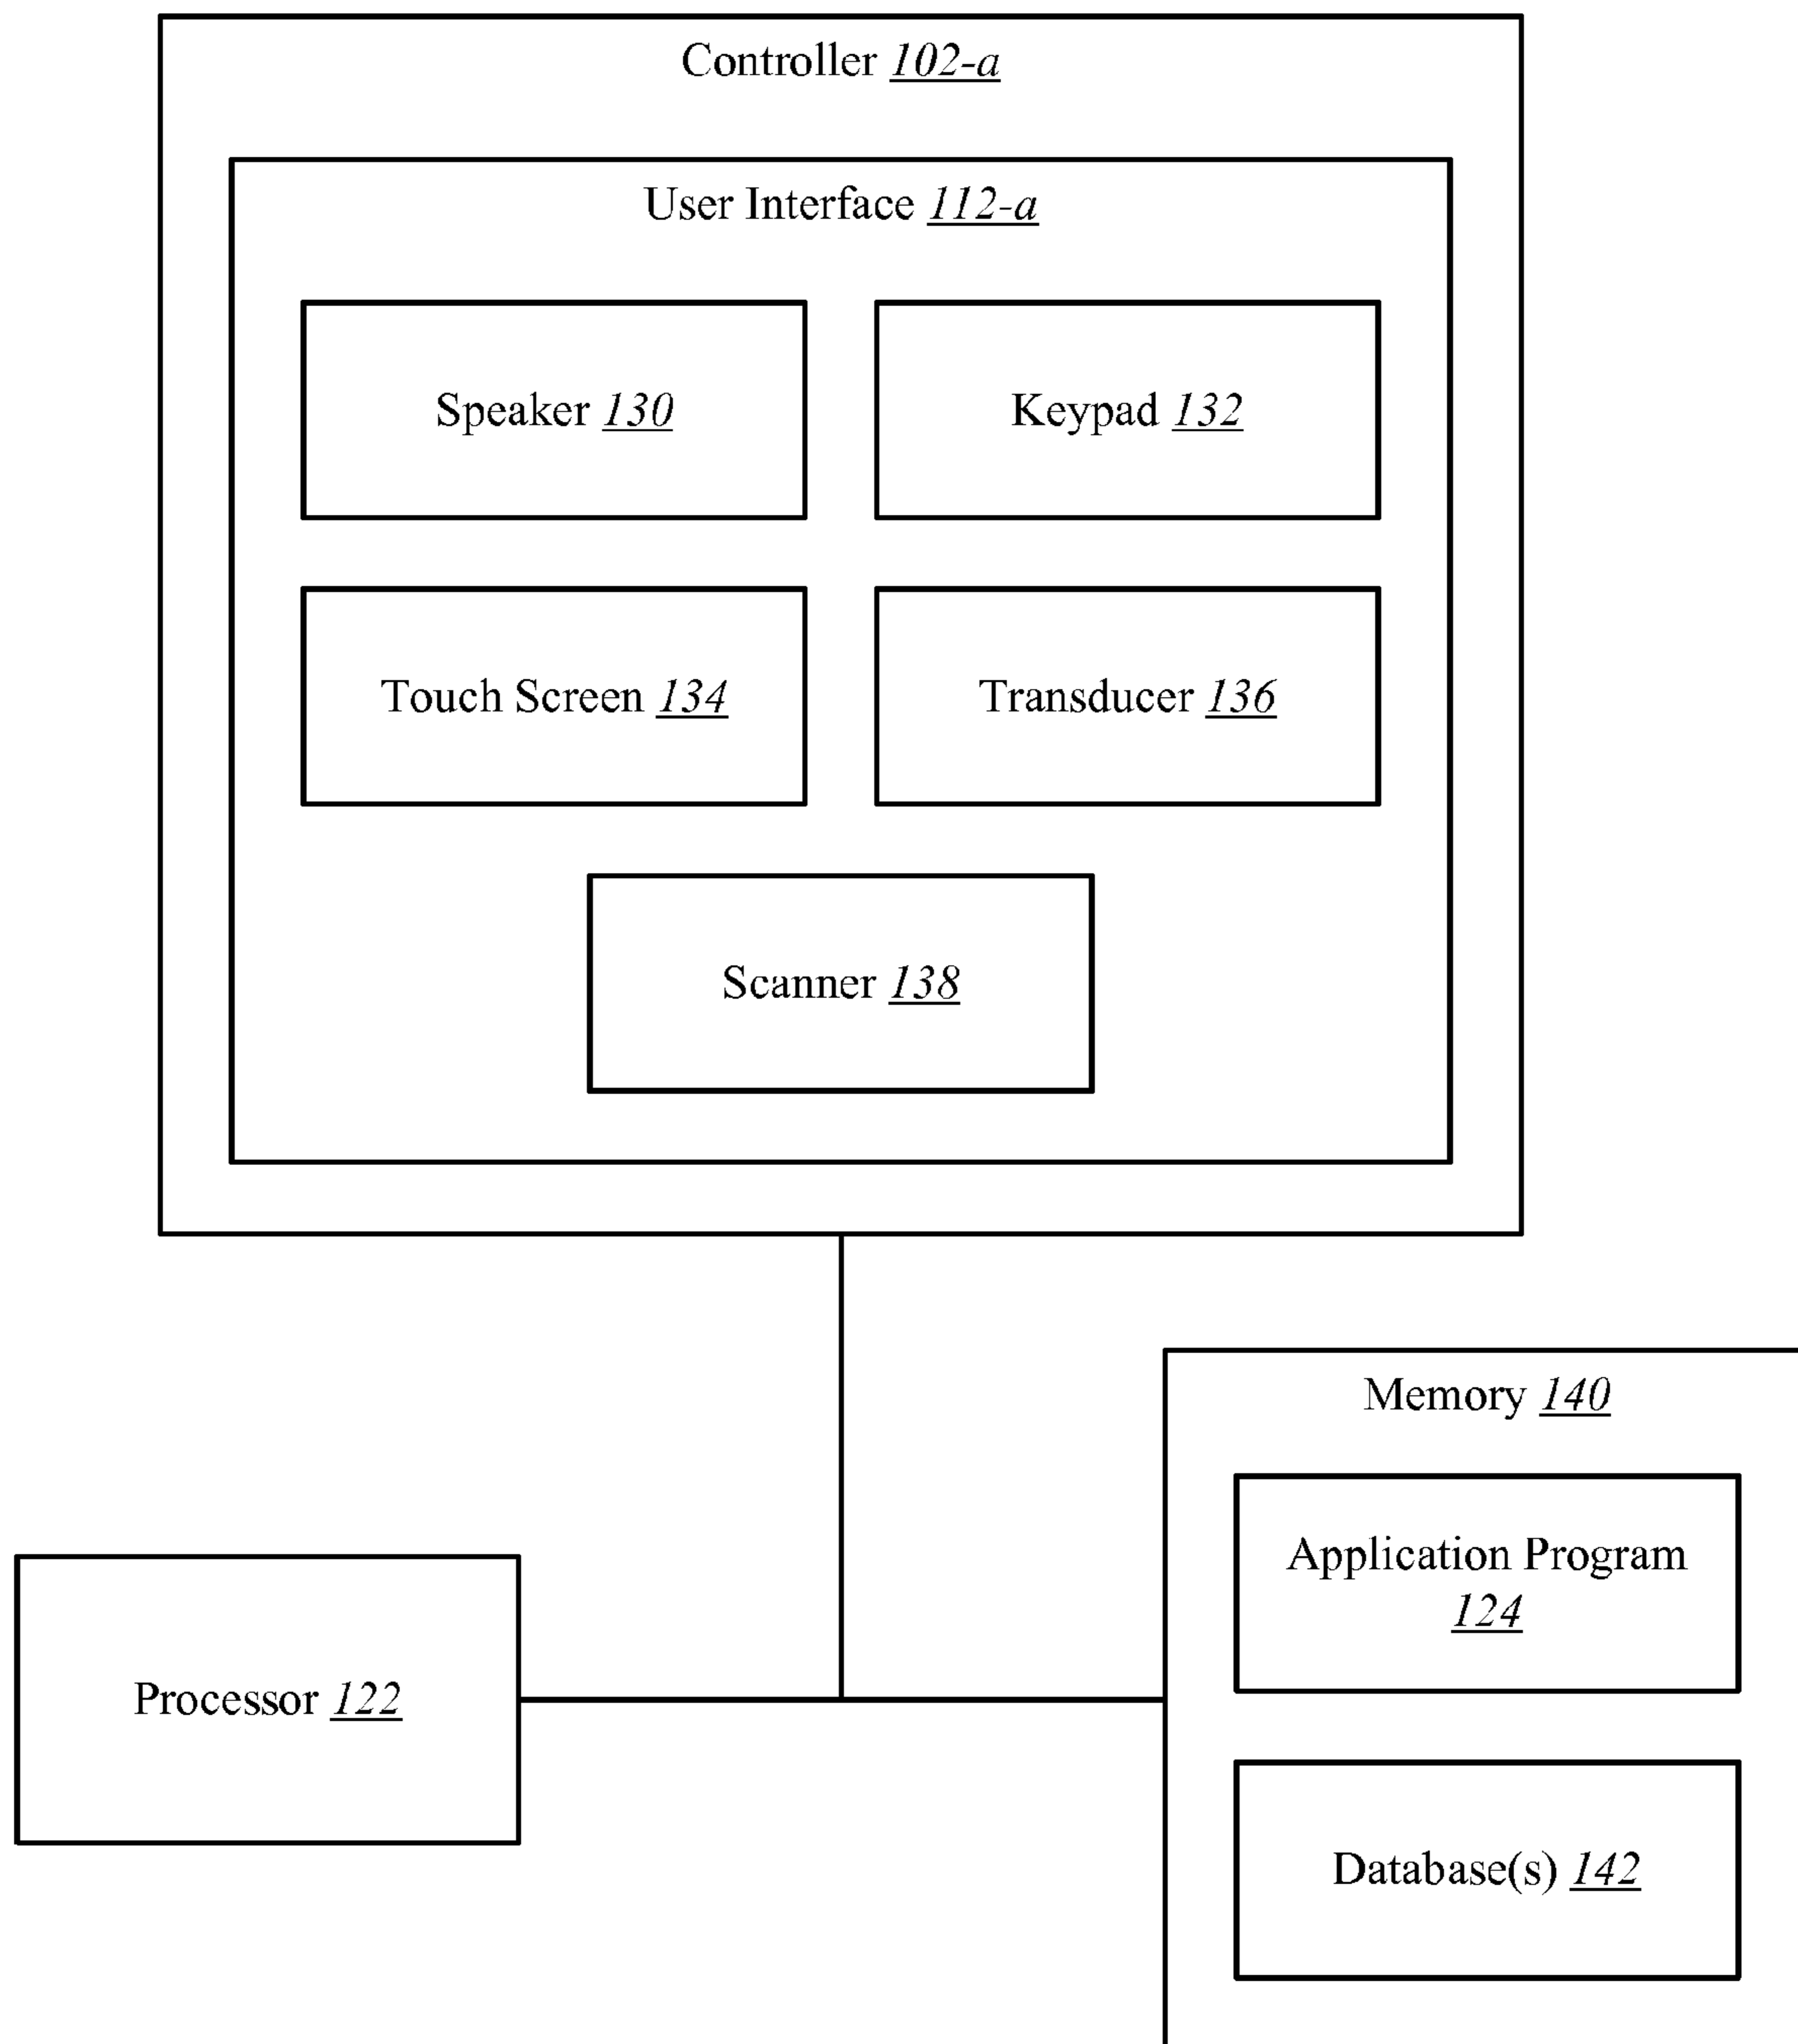 Controller 102-a
User Interface 112-a
Speaker 130
Keypad 132
Touch Screen 134
Transducer 136
Scanner 138
Memory 140
Application Program
124
Processor 122
Database(s) 142